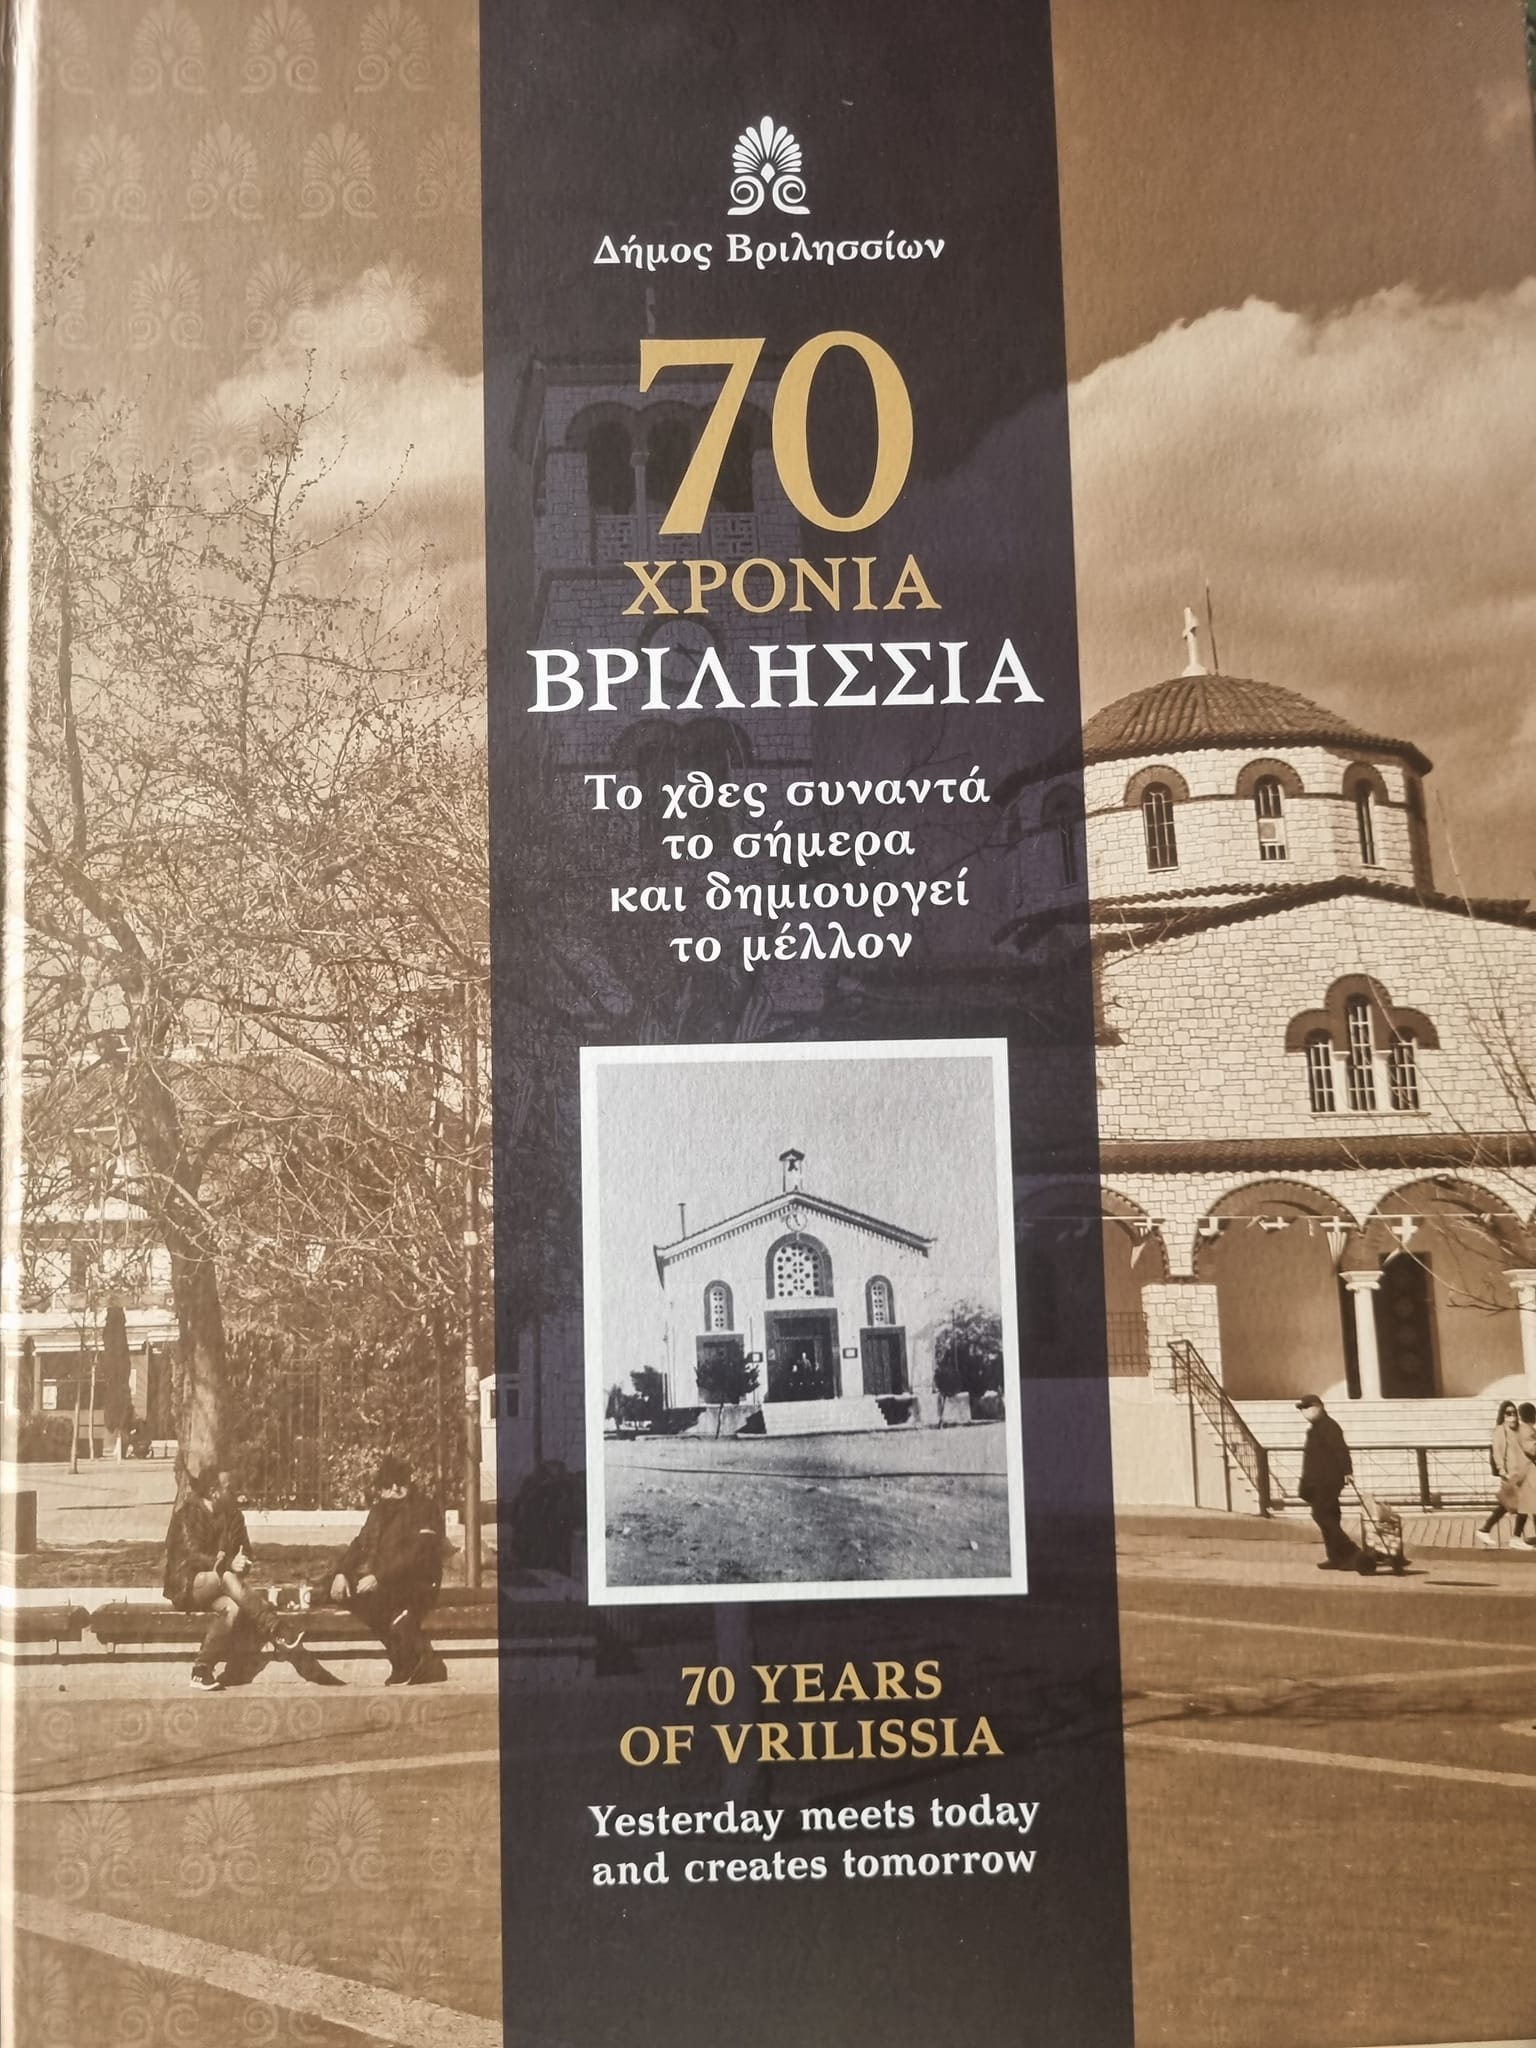 Δήμος Βριλησσίων
70
ΧΡΟΝΙΑ
ΒΡΙΛΗΣΣΙΑ
Το χθες συναντά
το σήμερα
και δημιουργεί
το μέλλον
70 YEARS
OF VRILISSIA
Yesterday meets today
and creates tomorrow